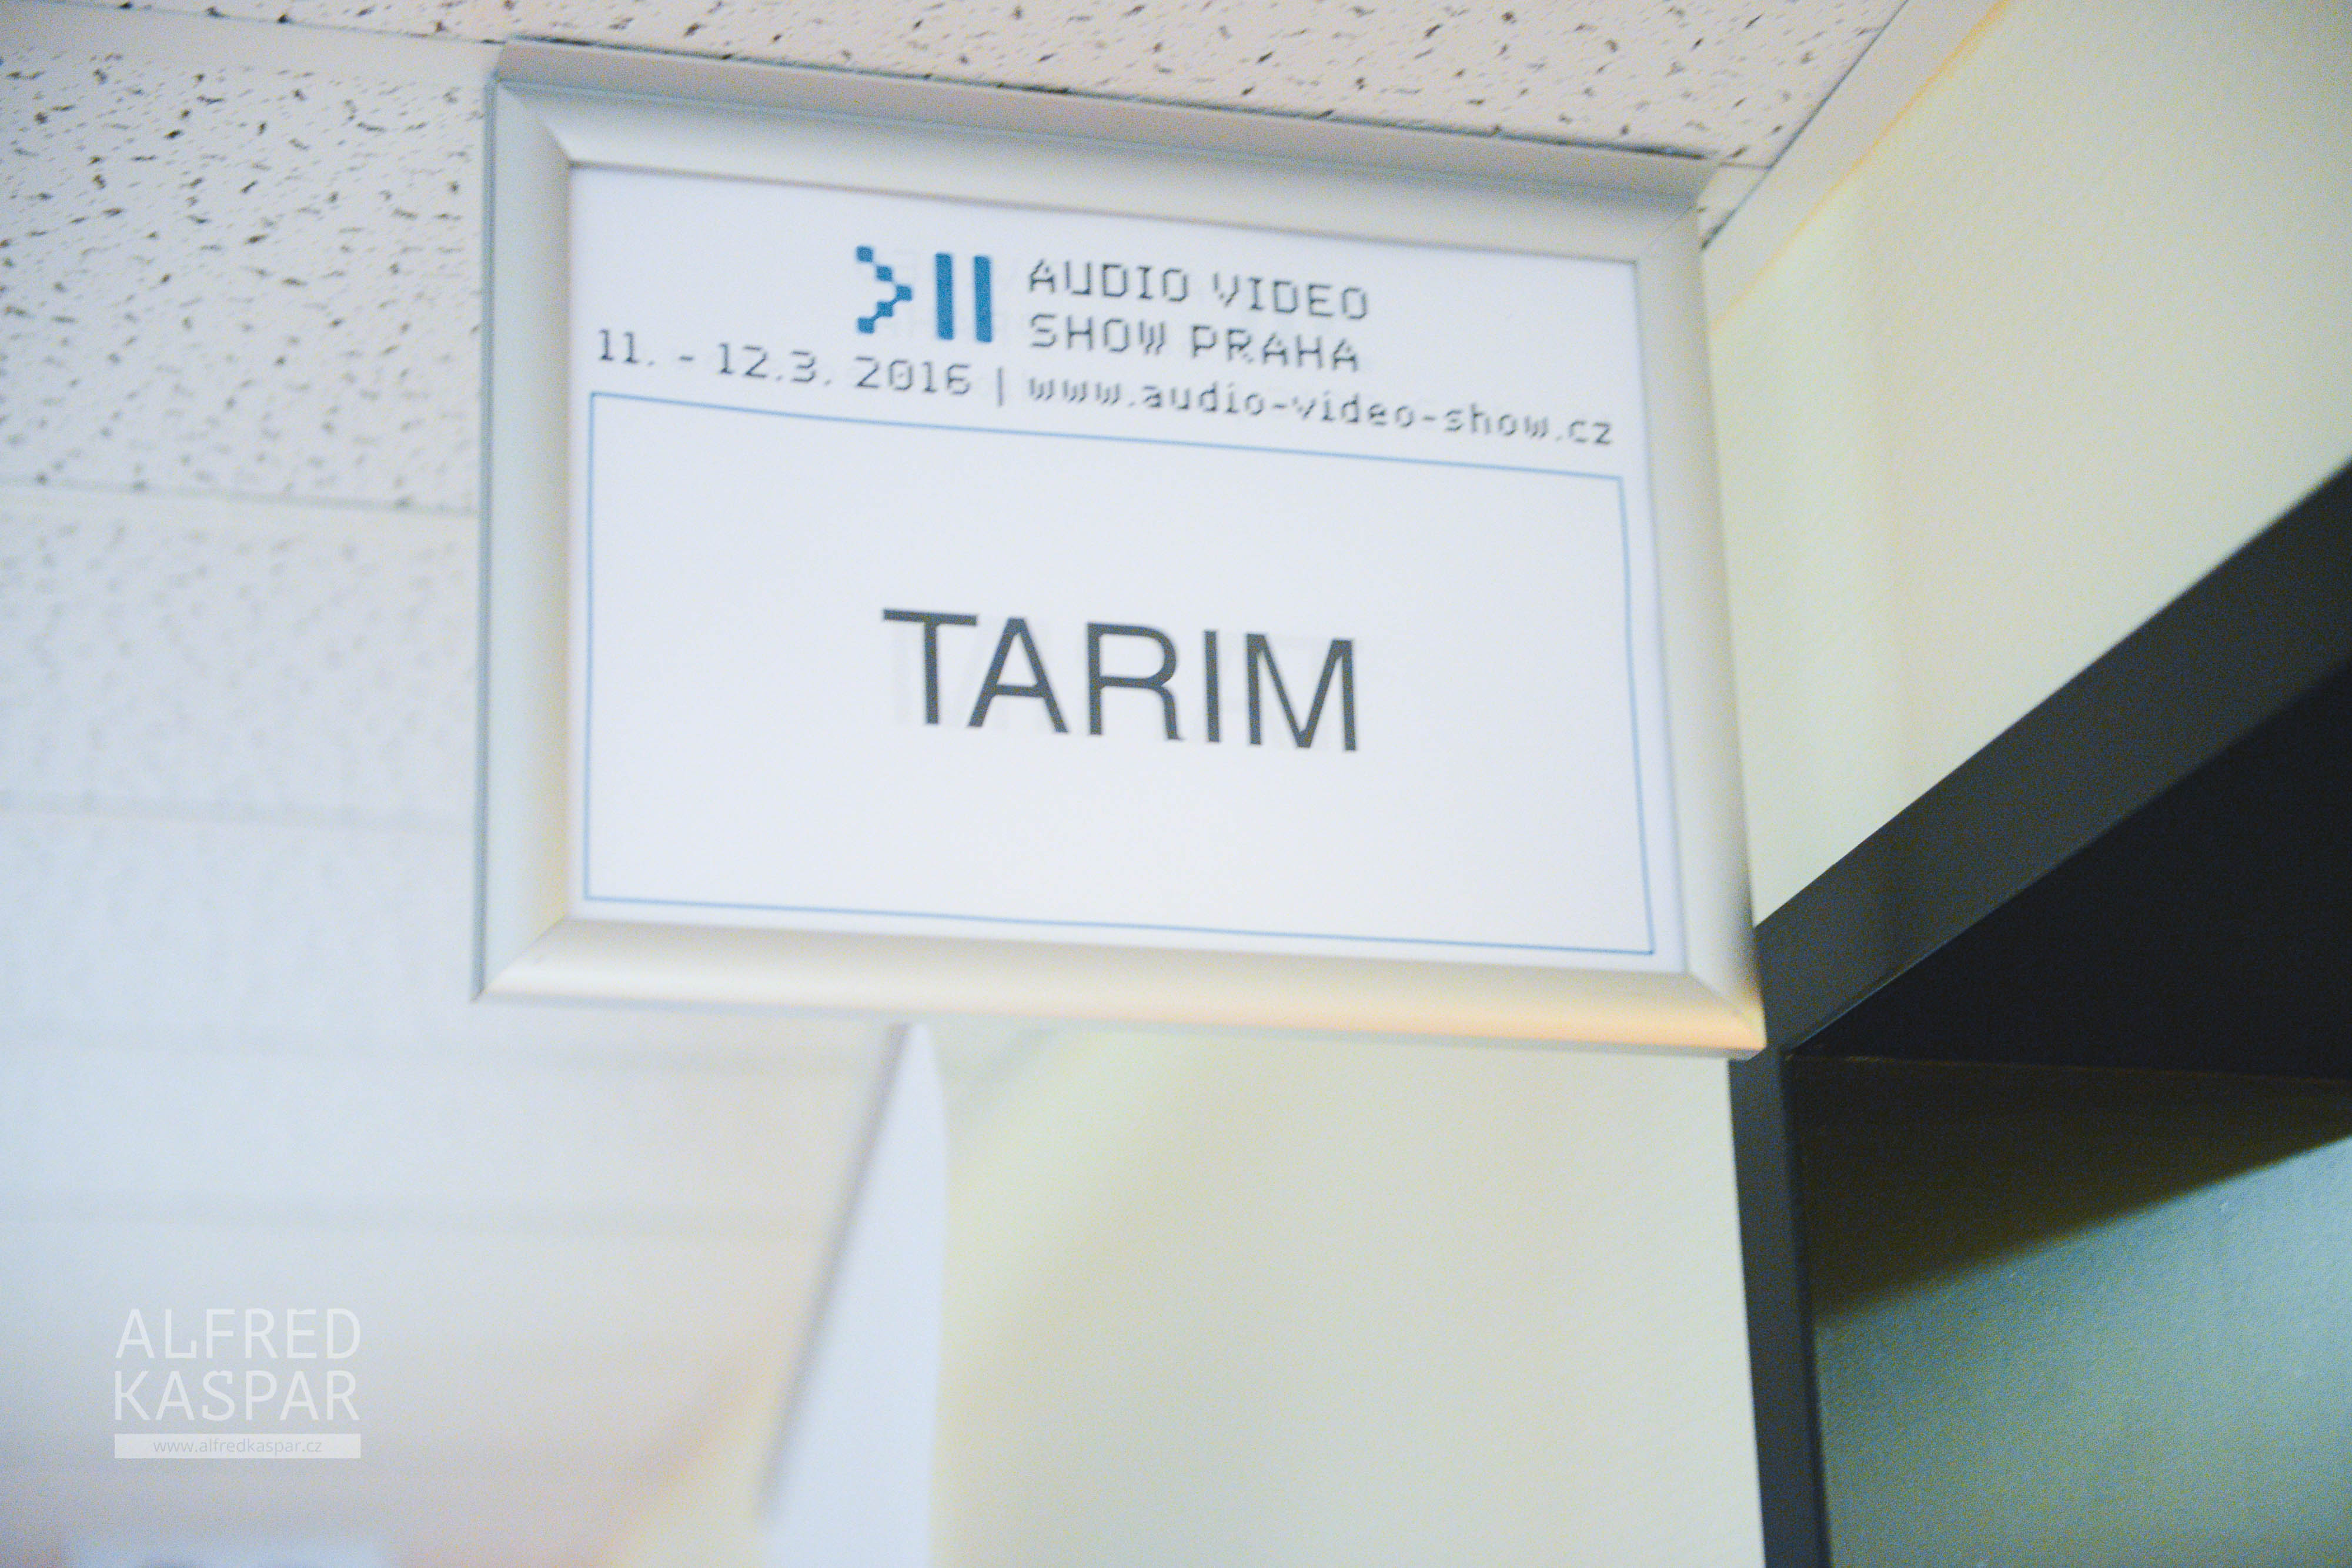 AUDIO VIDEO
SHOW PRAHA
11. - 12.3. 2016 | www.audio-video-show.cz
TARIM
ALFRED
KASPAR
www.alfredkaspar.cz